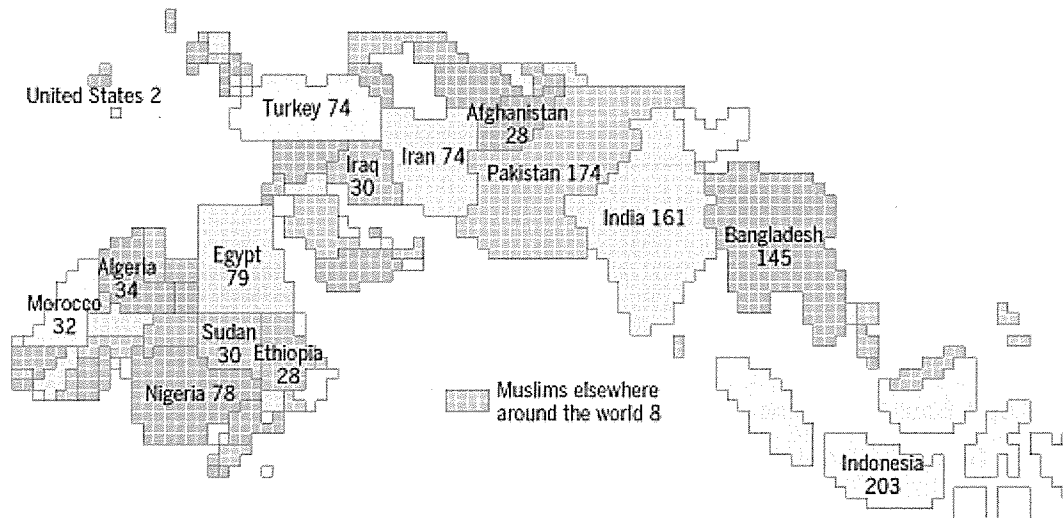 United States 2
Turkey 74
Afghanistan
28
Iraq
30
Iran 74
Pakistan 174
India 161
Bangladesh
145
Egypt
79
Algeria
34
Morocco
32
Sudan
30
Ethiopia
28
Nigeria 78
Muslims elsewhere
around the world 8
Indonesia
203